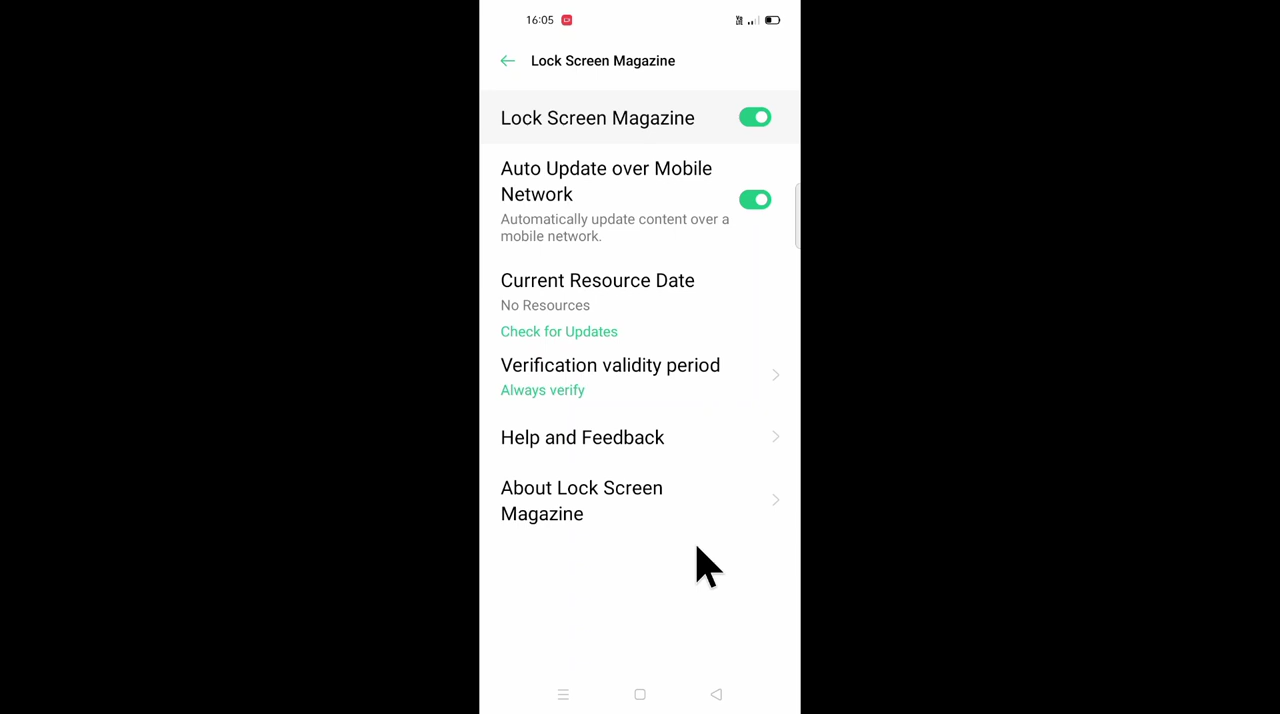 16:05
Lock Screen Magazine
Lock Screen Magazine
Auto Update over Mobile
Network
Automatically update content over a
mobile network.
Current Resource Date
No Resources
Check for Updates
Verification validity period
Always verify
Help and Feedback
About Lock Screen
Magazine